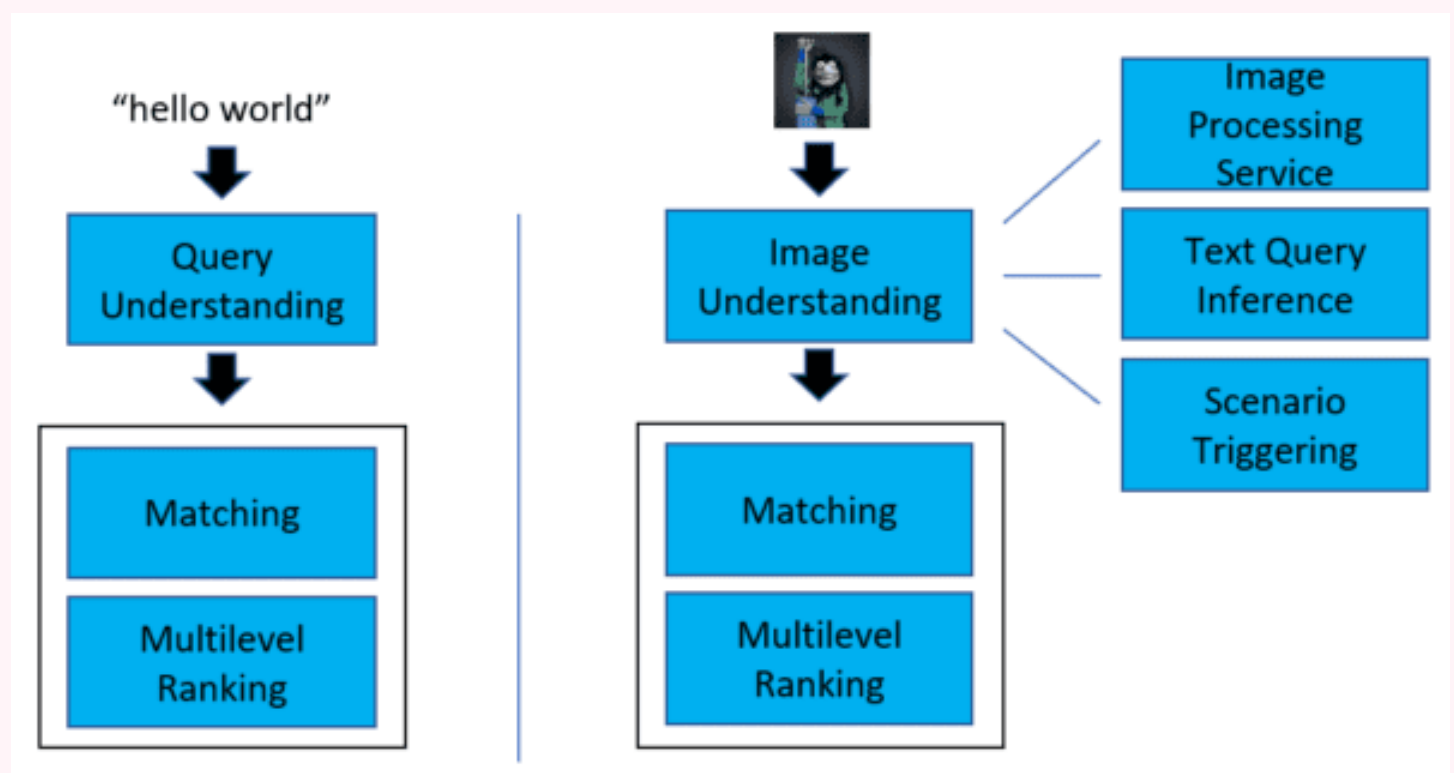 “hello world”
Query
Understanding
Matching
Multilevel
Ranking
Image
Understanding
Matching
Multilevel
Ranking
Image
Processing
Service
Text Query
Inference
Scenario
Triggering